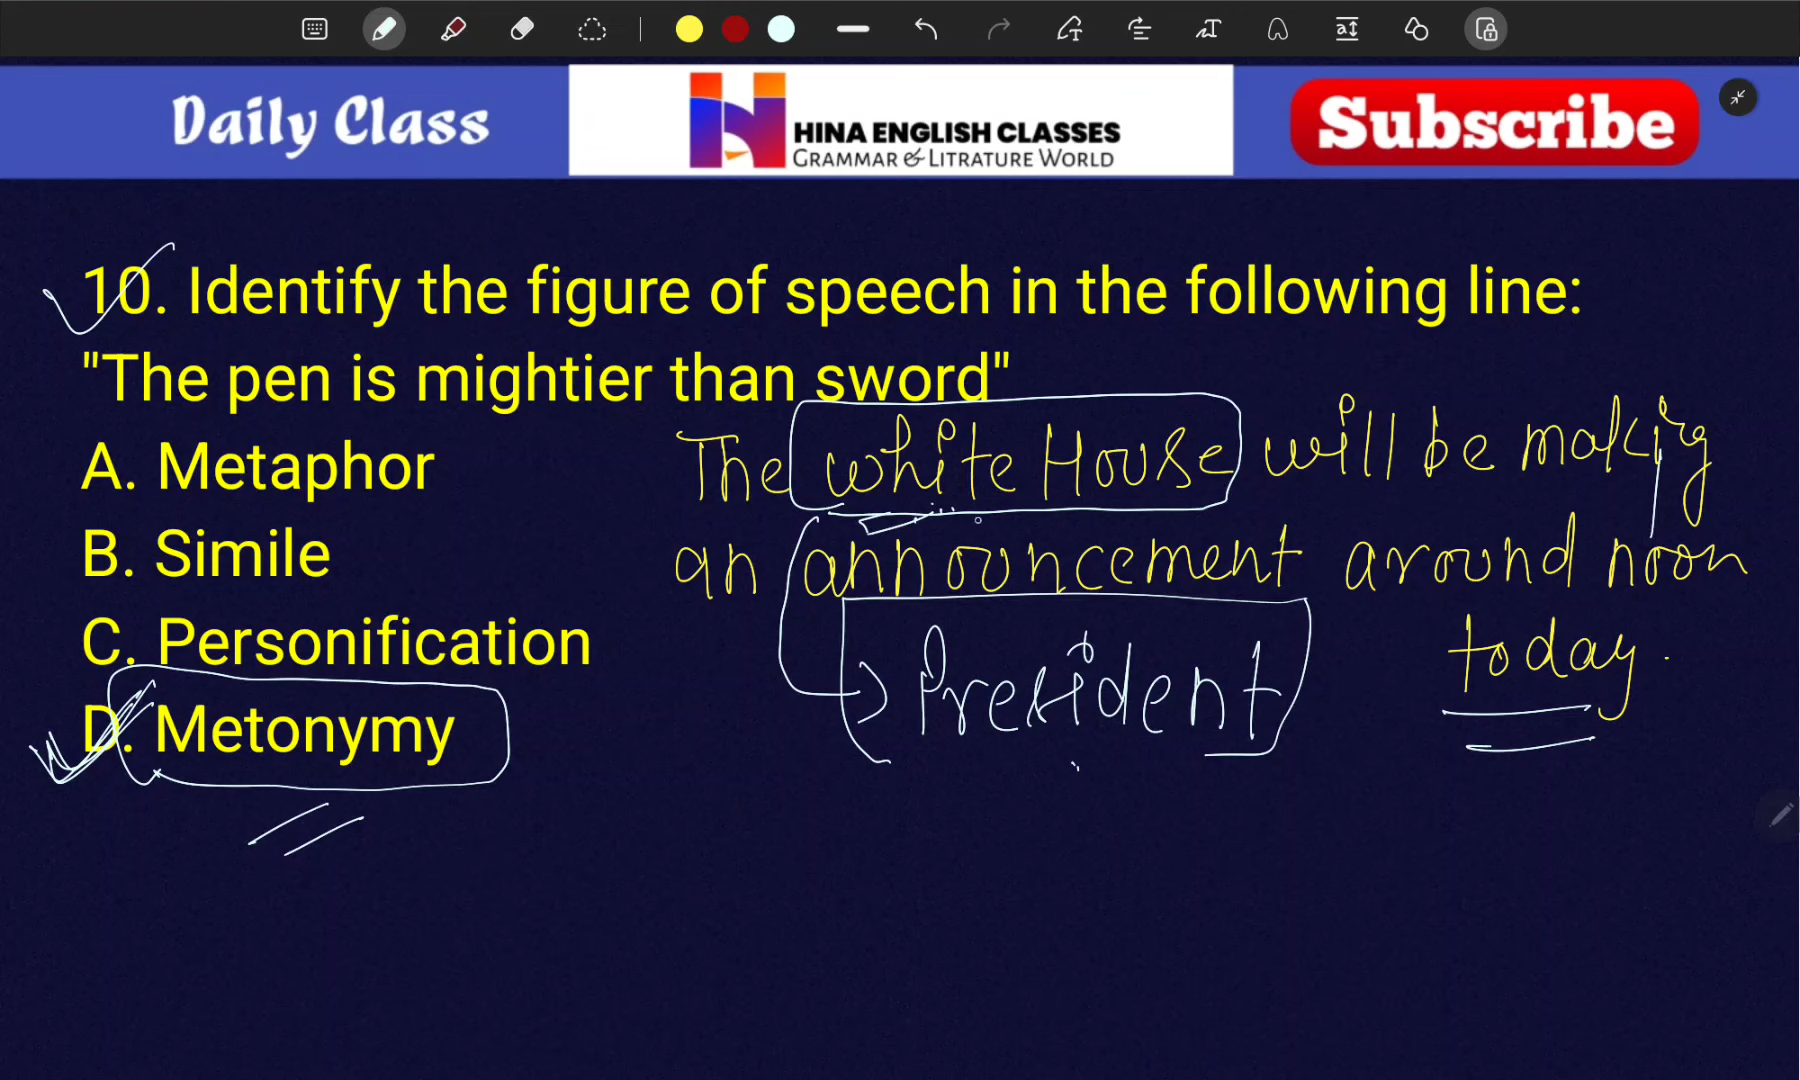 Daily Class
HINA ENGLISH CLASSES
GRAMMAR & LITRATURE WORLD
Subscribe
10. Identify the figure of speech in the following line:
"The pen is mightier than sword"
A. Metaphor
B. Simile
C. Personification
D. Metonymy
The white House will be making
an announcement around noon
today.
President